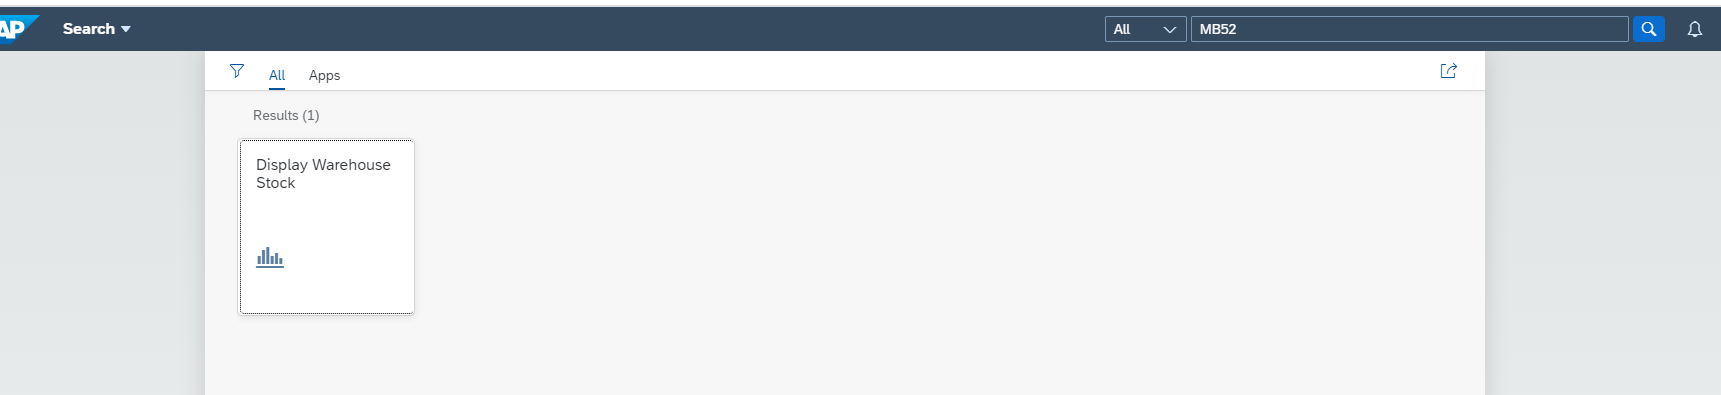 AP
Search
All
MB52
All
Apps
Results (1)
Display Warehouse
Stock